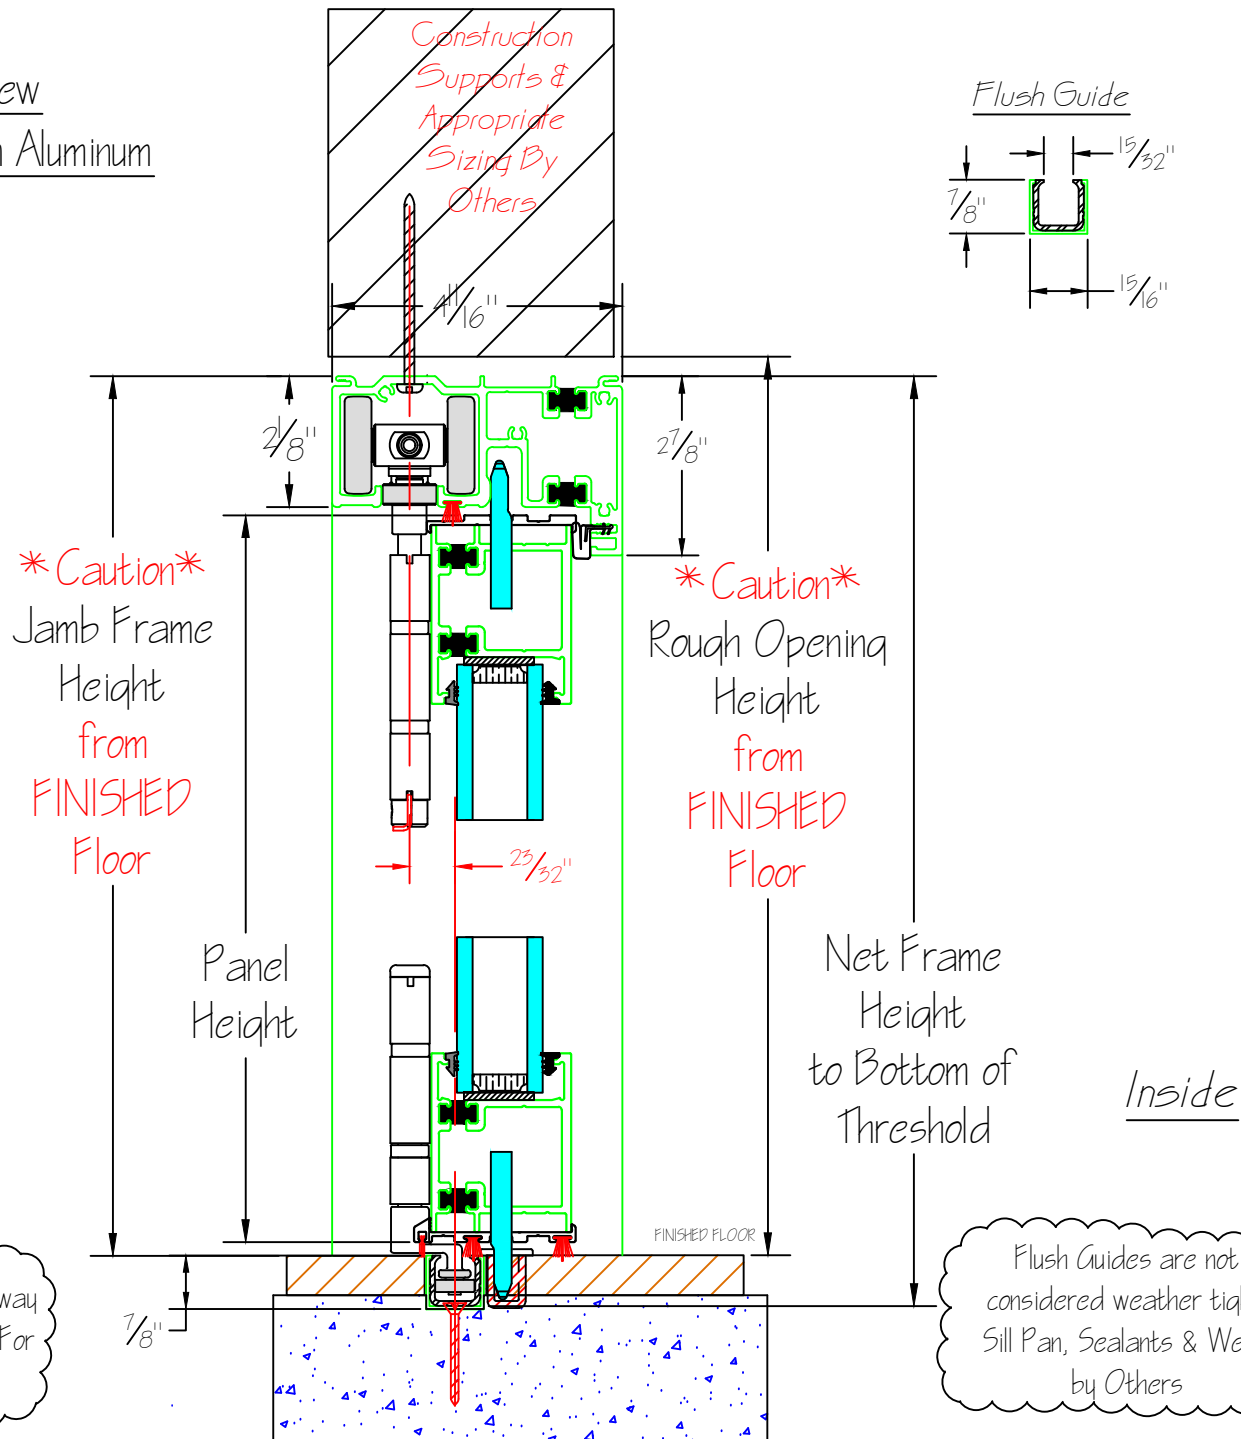 Construction
Supports &
Appropriate
Sizing By
Others
ew
n Aluminum
Flush Guide
15/32"
7/8"
15/16"
4 11/16"
2 1/8"
2 7/8"
*Caution*
Jamb Frame
Height
from
FINISHED
Floor
*Caution*
Rough Opening
Height
from
FINISHED
Floor
23/32"
Panel
Height
Net Frame
Height
to Bottom of
Threshold
Inside
FINISHED FLOOR
7/8"
way
For
Flush Guides are not
considered weather tig
Sill Pan, Sealants & We
by Others